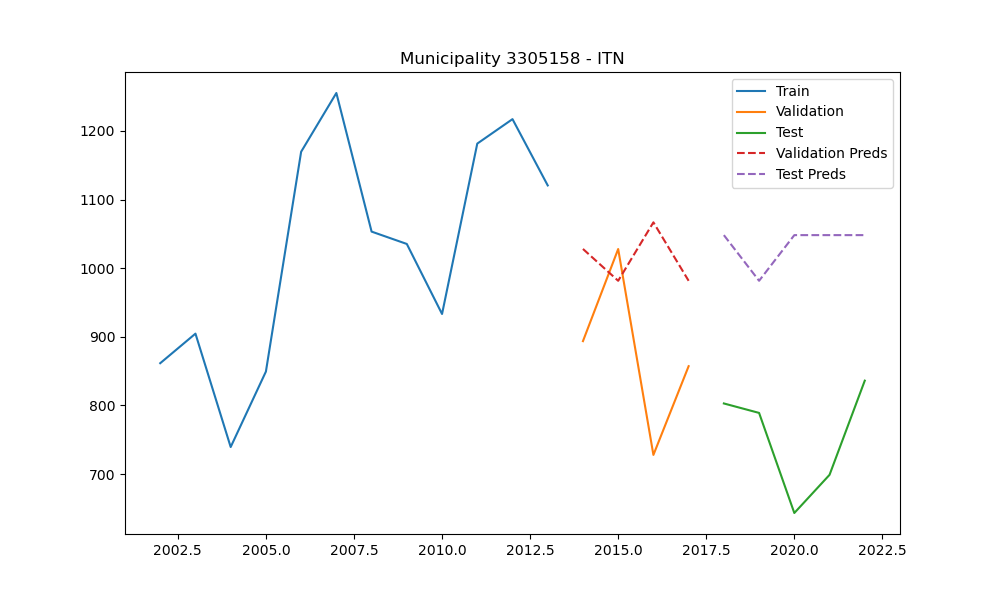 Municipality 3305158 - ITN
Train
Validation
Test
Validation Preds
Test Preds
1200
1100
1000
900
800
700
2002.5 2005.0 2007.5 2010.0 2012.5 2015.0 2017.5 2020.0 2022.5